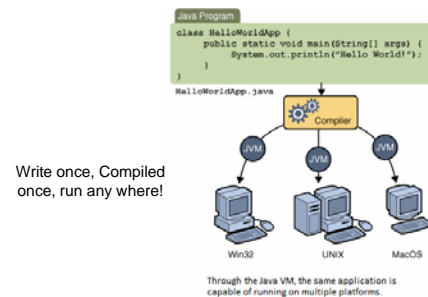 Java Program
class HelloWorldApp {
public static void main(String[] args) {
System.out.println("Hello World!");
}
}
HelloWorldApp.java
Compiler
JVM
JVM
JVM
Write once, Compiled
once, run any where!
Win32
UNIX
MacOS
Through the Java VM, the same application is
capable of running on multiple platforms.